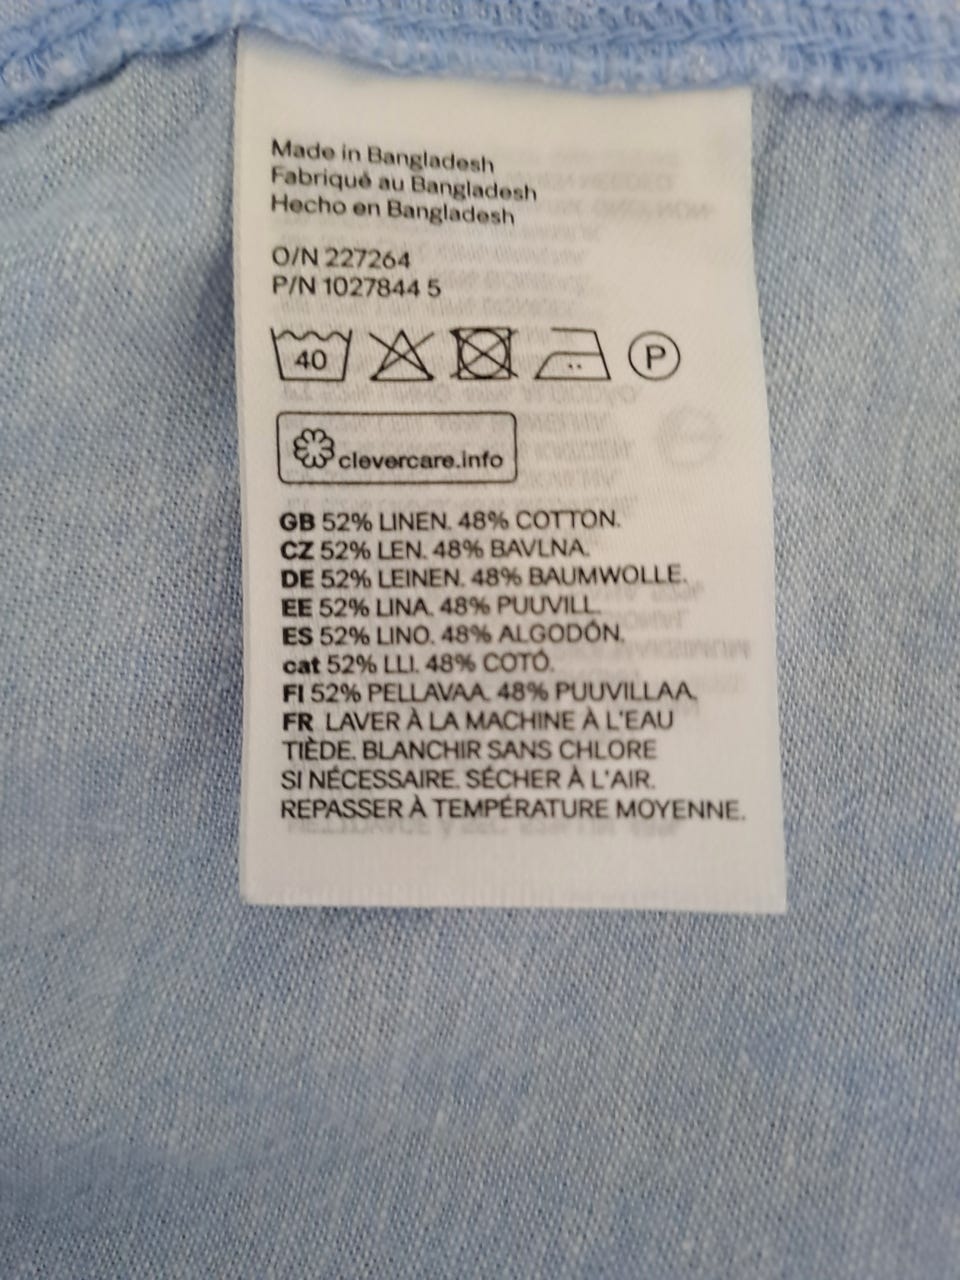 Made in Bangladesh
Fabriqué au Bangladesh
Hecho en Bangladesh
O/N 227264
P/N 1027844 5
40 P
clevercare.info
GB 52% LINEN. 48% COTTON.
CZ 52% LEN. 48% BAVLNA.
DE 52% LEINEN. 48% BAUMWOLLE.
EE 52% LINA. 48% PUUVILL.
ES 52% LINO. 48% ALGODÓN.
cat 52% LLI. 48% COTÓ.
FI 52% PELLAVAA. 48% PUUVILLAA.
FR LAVER À LA MACHINE À L'EAU
TIÈDE. BLANCHIR SANS CHLORE
SI NÉCESSAIRE. SÉCHER À L'AIR.
REPASSER À TEMPÉRATURE MOYENNE.